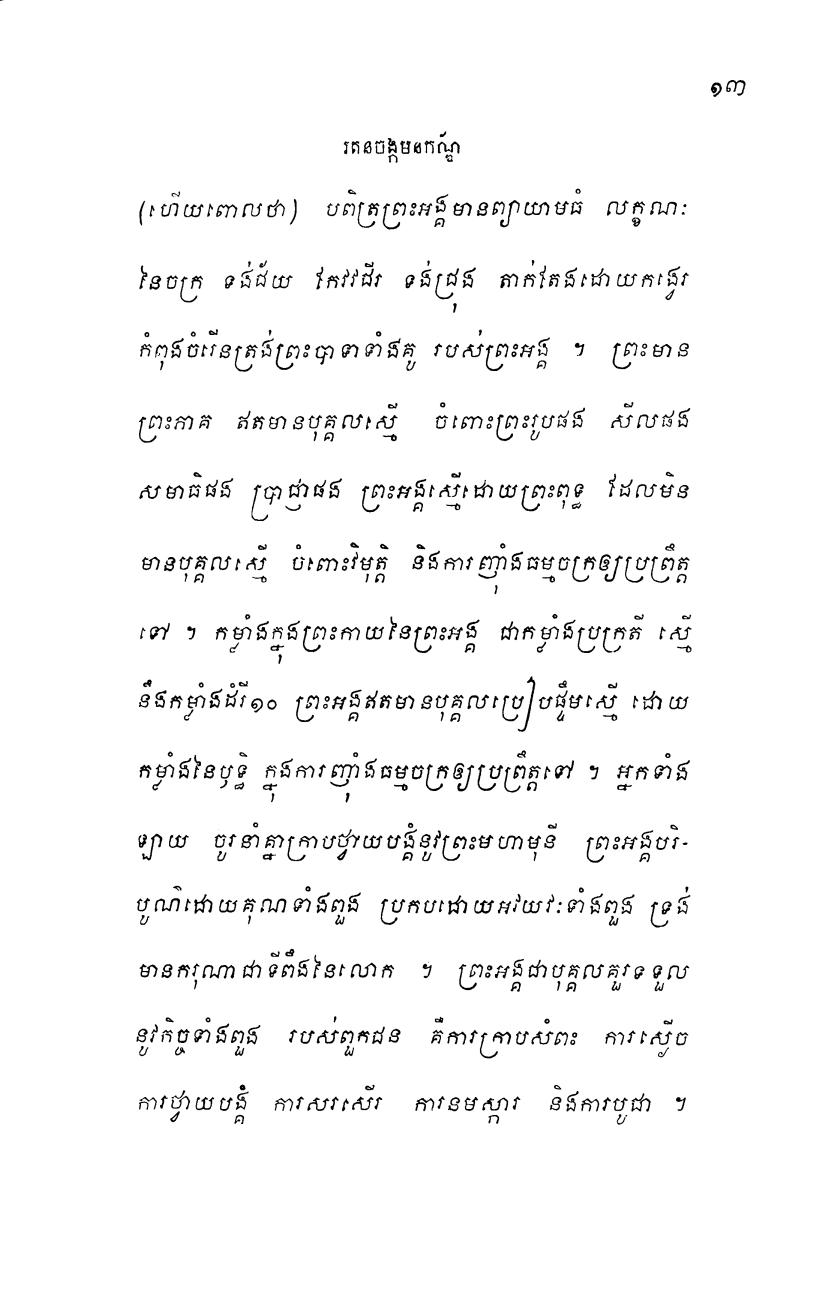 ១៣
រតនចង្កមនកណ្ឌ័
(ហើយពោលថា) បពិត្រព្រះអង្គមានព្យាយាមធំ លក្ខណៈ
នៃចក្រ ទង់ជ័យ កែវវជីរ ទង់ជ្រុង តាក់តែងដោយកង្វេរ
កំពុងចំរើនត្រង់ព្រះបាទាទាំងគូ របស់ព្រះអង្គ ។ ព្រះមាន
ព្រះភាគ ឥតមានបុគ្គលស្មើ ចំពោះព្រះរូបផង សីលផង
សមាធិផង ប្រាជ្ញាផង ព្រះអង្គស្មើដោយព្រះពុទ្ធ ដែលមិន
មានបុគ្គលស្មើ ចំពោះវិមុត្តិ និងការញុំាងធម្មចក្រឲ្យប្រព្រឹត្ត
ទៅ ។ កម្លាំងក្នុងព្រះកាយនៃព្រះអង្គ ជាកម្លាំងប្រក្រតី ស្មើ
នឹងកម្លាំងដំរី១០ ព្រះអង្គឥតមានបុគ្គលប្រៀបផ្ទឹមស្មើ ដោយ
កម្លាំងនៃឫទ្ធិ ក្នុងការញុំាងធម្មចក្រឲ្យប្រព្រឹត្តទៅ ។ អ្នកទាំង
ឡាយ ចូរនាំគ្នាក្រាបថ្វាយបង្គំនូវព្រះមហាមុនី ព្រះអង្គបរិ-
បូណ៌ដោយគុណទាំងពួង ប្រកបដោយអវយវៈទាំងពួង ទ្រង់
មានករុណាជាទីពឹងនៃលោក ។ ព្រះអង្គជាបុគ្គលគួរទទួល
នូវកិច្ចទាំងពួង របស់ពួកជន គឺការក្រាបសំពះ ការស្ងើច
ការថ្វាយបង្គំ ការសរសើរ ការនមស្ការ និងការបូជា ។